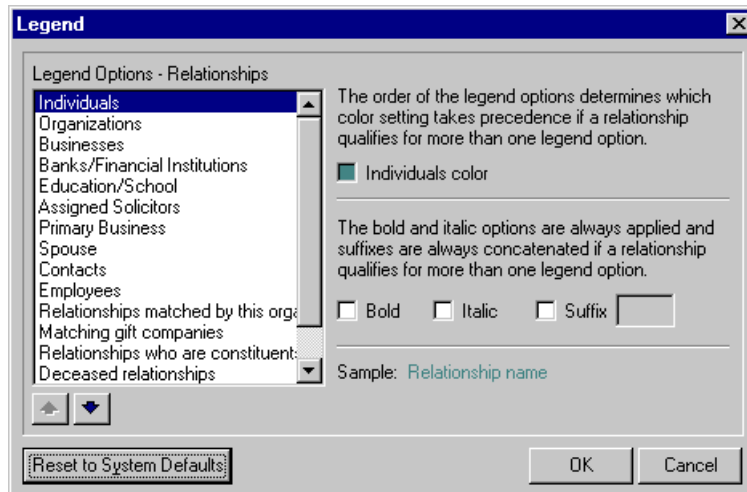 Legend
Legend Options - Relationships
Individuals
Organizations
Businesses
Banks/Financial Institutions
Education/School
Assigned Solicitors
Primary Business
Spouse
Contacts
Employees
Relationships matched by this orga
Matching gift companies
Relationships who are constituent
Deceased relationships
The order of the legend options determines which
color setting takes precedence if a relationship
qualifies for more than one legend option.
Individuals color
The bold and italic options are always applied and
suffixes are always concatenated if a relationship
qualifies for more than one legend option.
Bold Italic Suffix
Sample: Relationship name
Reset to System Defaults OK Cancel